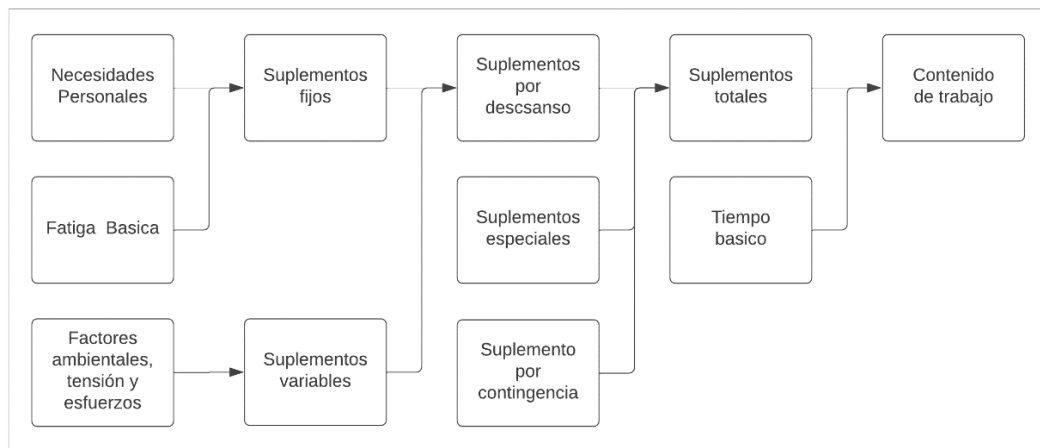 Necesidades
Personales
Suplementos
fijos
Suplementos
por
descsanso
Suplementos
totales
Contenido
de trabajo
Fatiga Basica
Suplementos
especiales
Tiempo
basico
Factores
ambientales,
tensión y
esfuerzos
Suplementos
variables
Suplemento
por
contingencia